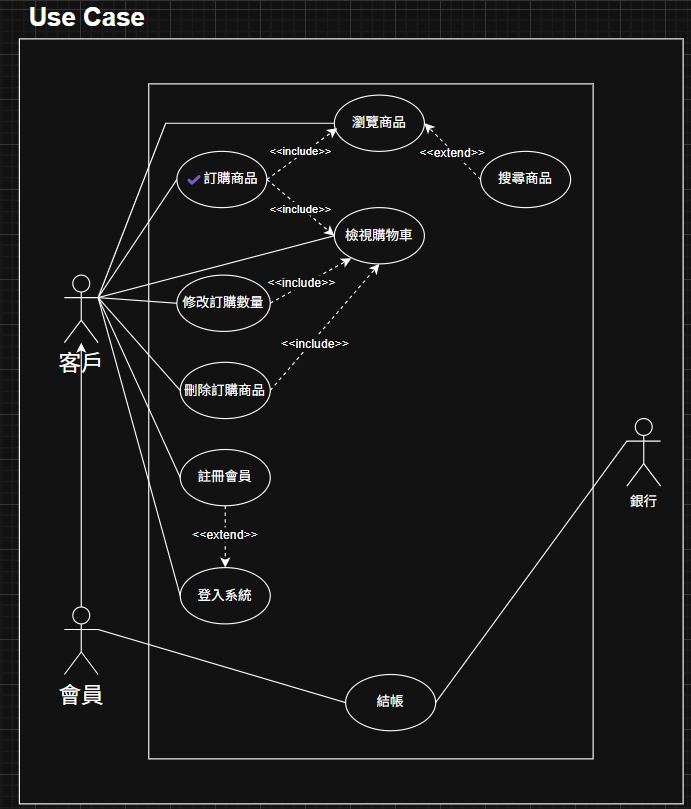 Use Case
瀏覽商品
<<include>>
<<extend>>
訂購商品
搜尋商品
<<include>>
檢視購物車
<<include>>
修改訂購數量
<<include>>
客戶
刪除訂購商品
註冊會員
銀行
<<extend>>
登入系統
會員
結帳